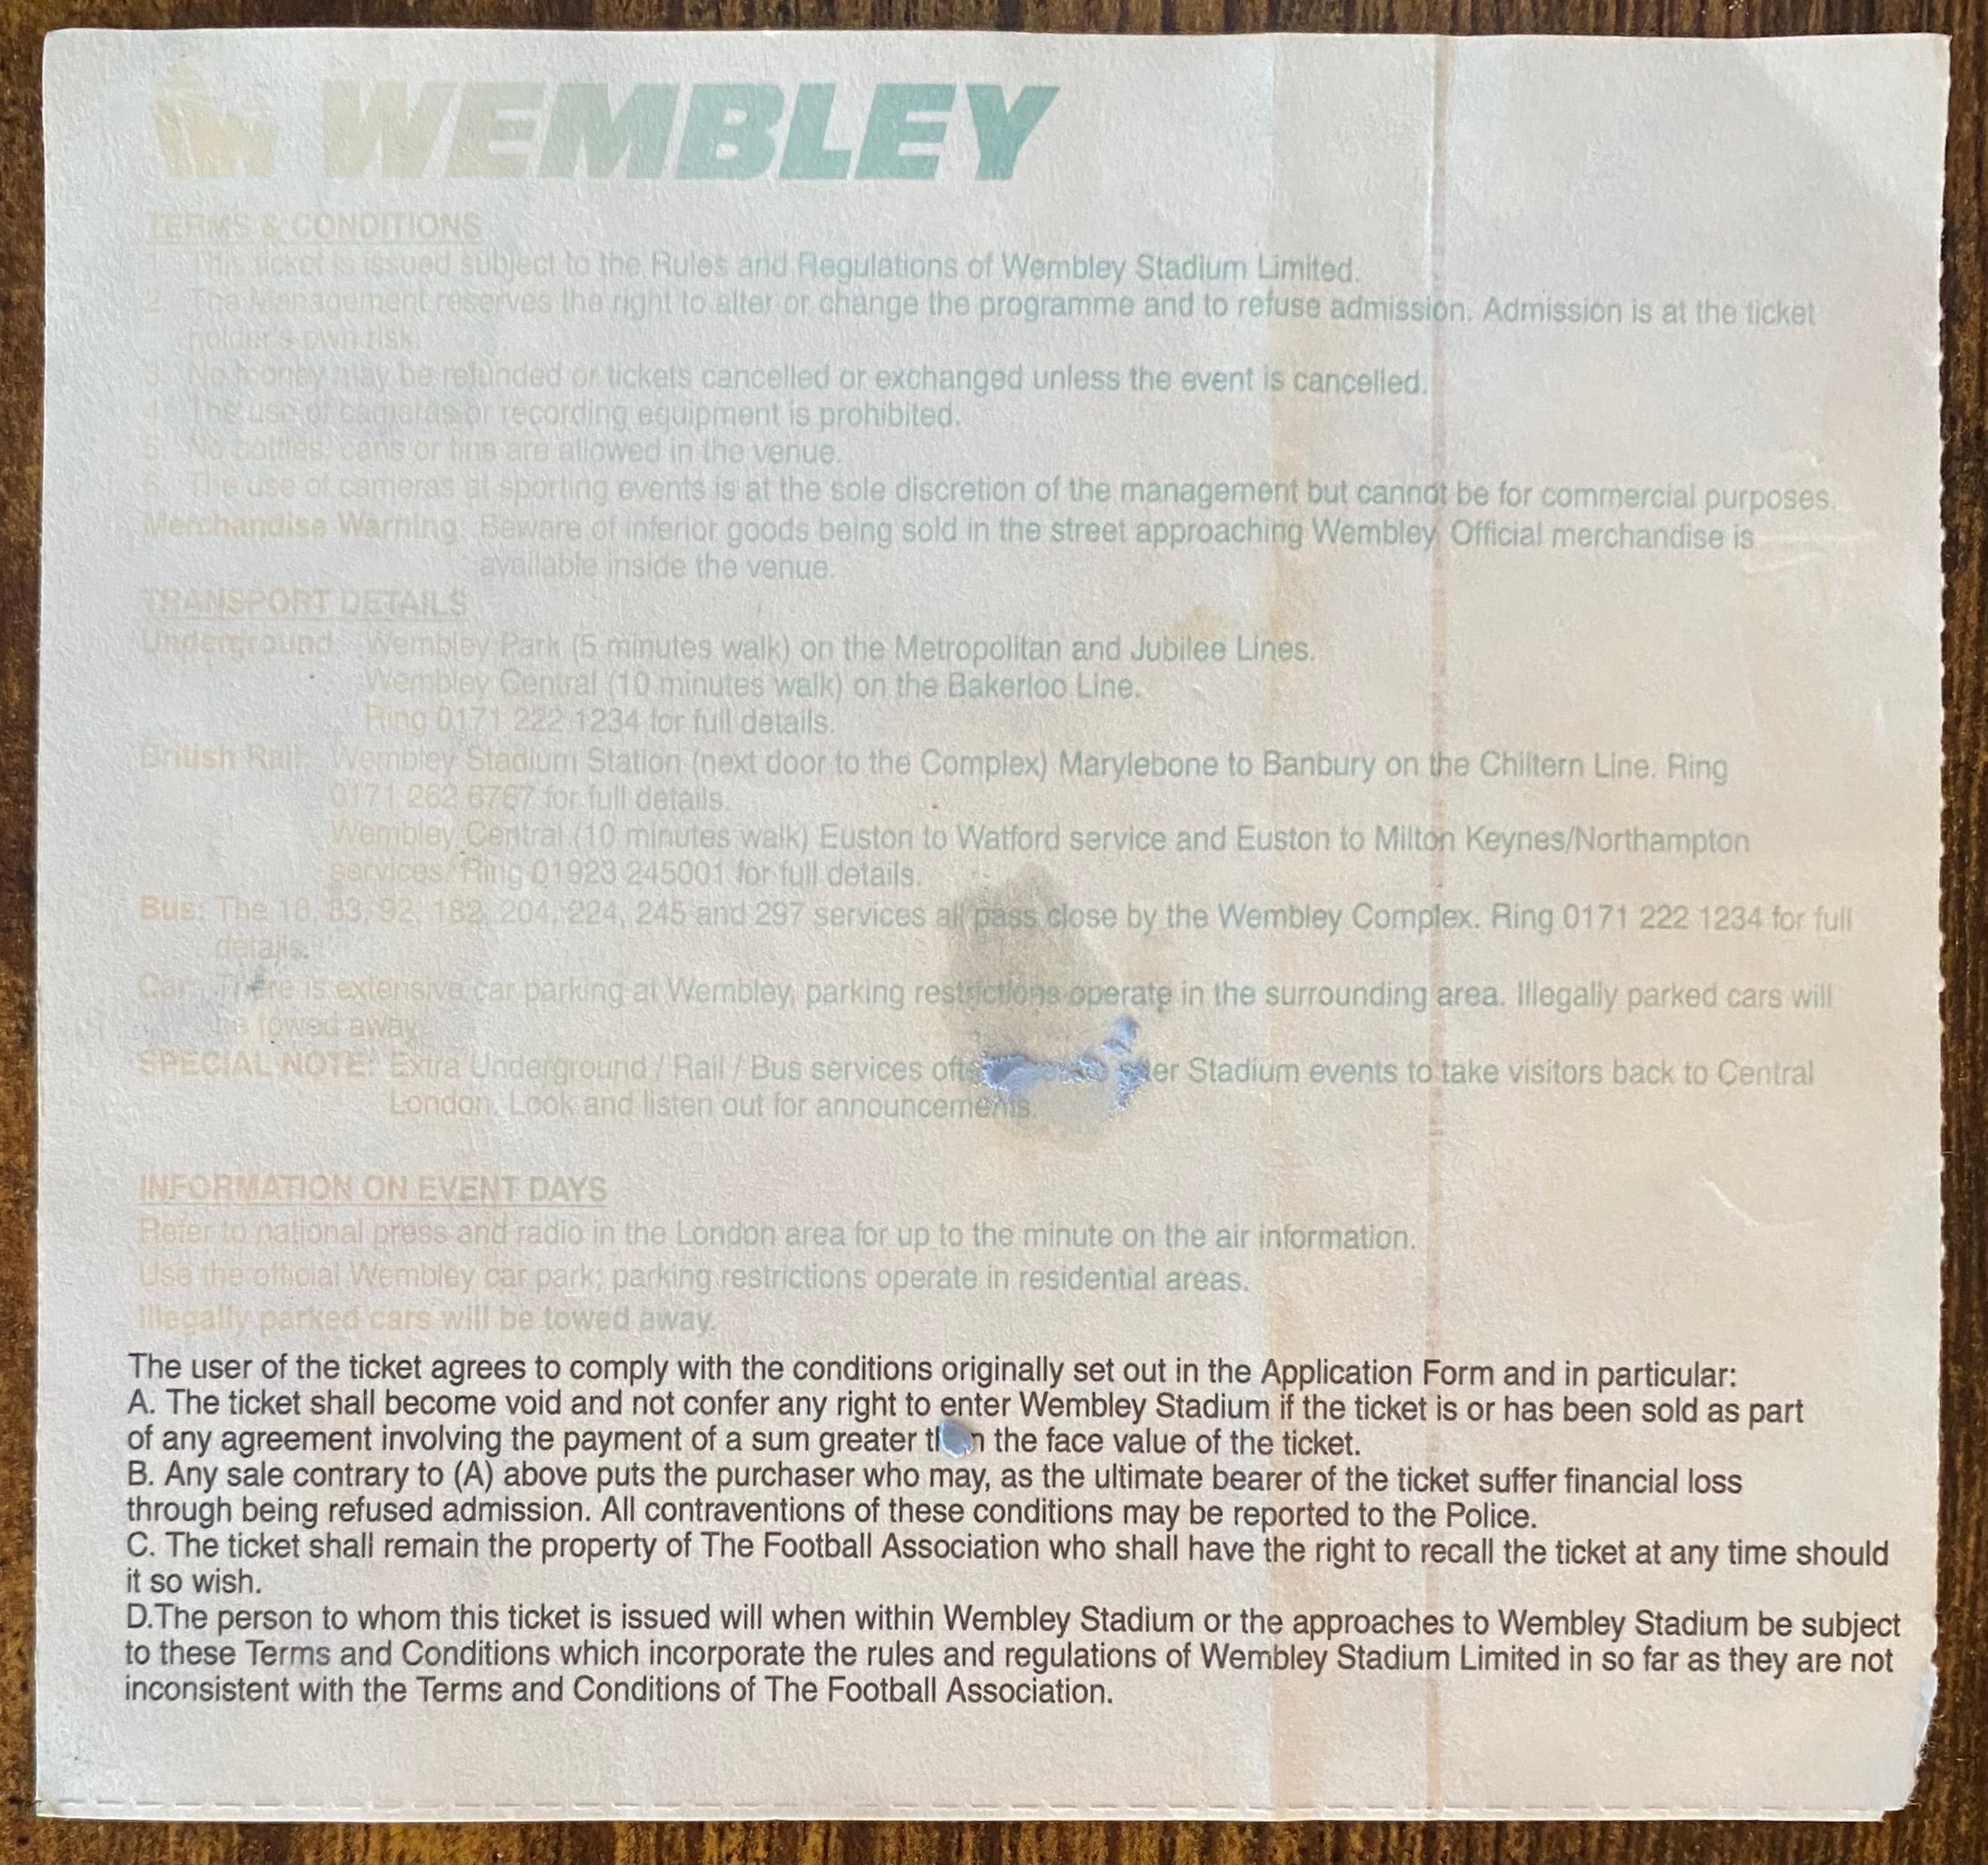 WEMBLEY
TERMS & CONDITIONS
1. This ticket is issued subject to the Rules and Regulations of Wembley Stadium Limited.
2. The Management reserves the right to alter or change the programme and to refuse admission. Admission is at the ticket
holder's own risk.
3. No money may be refunded or tickets cancelled or exchanged unless the event is cancelled.
4. The use of cameras or recording equipment is prohibited.
5. No bottles, cans or tins are allowed in the venue.
6. The use of cameras at sporting events is at the sole discretion of the management but cannot be for commercial purposes.
Merchandise Warning: Beware of inferior goods being sold in the street approaching Wembley. Official merchandise is
available inside the venue.
TRANSPORT DETAILS
Underground: Wembley Park (5 minutes walk) on the Metropolitan and Jubilee Lines.
Wembley Central (10 minutes walk) on the Bakerloo Line.
Ring 0171 222 1234 for full details.
British Rail: Wembley Stadium Station (next door to the Complex) Marylebone to Banbury on the Chiltern Line. Ring
0171 262 6767 for full details.
Wembley Central (10 minutes walk) Euston to Watford service and Euston to Milton Keynes/Northampton
services. Ring 01923 245001 for full details.
Bus: The 18, 83, 92, 182, 204, 224, 245 and 297 services all pass close by the Wembley Complex. Ring 0171 222 1234 for full
details.
Car: There is extensive car parking at Wembley, parking restrictions operate in the surrounding area. Illegally parked cars will
be towed away.
SPECIAL NOTE: Extra Underground / Rail / Bus services Stadium events to take visitors back to Central
London. Look and listen out for announcements.
INFORMATION ON EVENT DAYS
Refer to national press and radio in the London area for up to the minute on the air information.
Use the official Wembley car park; parking restrictions operate in residential areas.
Illegally parked cars will be towed away.
The user of the ticket agrees to comply with the conditions originally set out in the Application Form and in particular:
A. The ticket shall become void and not confer any right to enter Wembley Stadium if the ticket is or has been sold as part
of any agreement involving the payment of a sum greater than the face value of the ticket.
B. Any sale contrary to (A) above puts the purchaser who may, as the ultimate bearer of the ticket suffer financial loss
through being refused admission. All contraventions of these conditions may be reported to the Police.
C. The ticket shall remain the property of The Football Association who shall have the right to recall the ticket at any time should
it so wish.
D.The person to whom this ticket is issued will when within Wembley Stadium or the approaches to Wembley Stadium be subject
to these Terms and Conditions which incorporate the rules and regulations of Wembley Stadium Limited in so far as they are not
inconsistent with the Terms and Conditions of The Football Association.